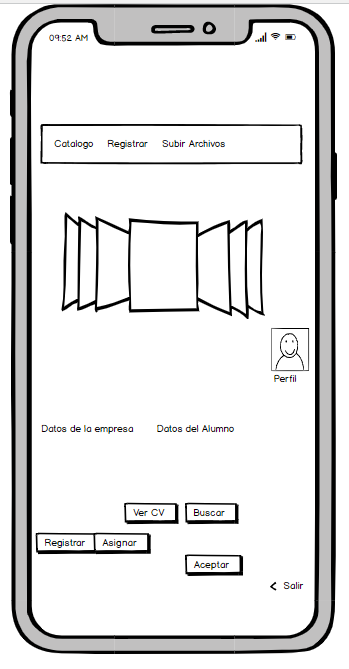 09:52 AM
Catalogo Registrar Subir Archivos
Perfil
Datos de la empresa Datos del Alumno
Ver CV Buscar
Registrar Asignar
Aceptar
Salir